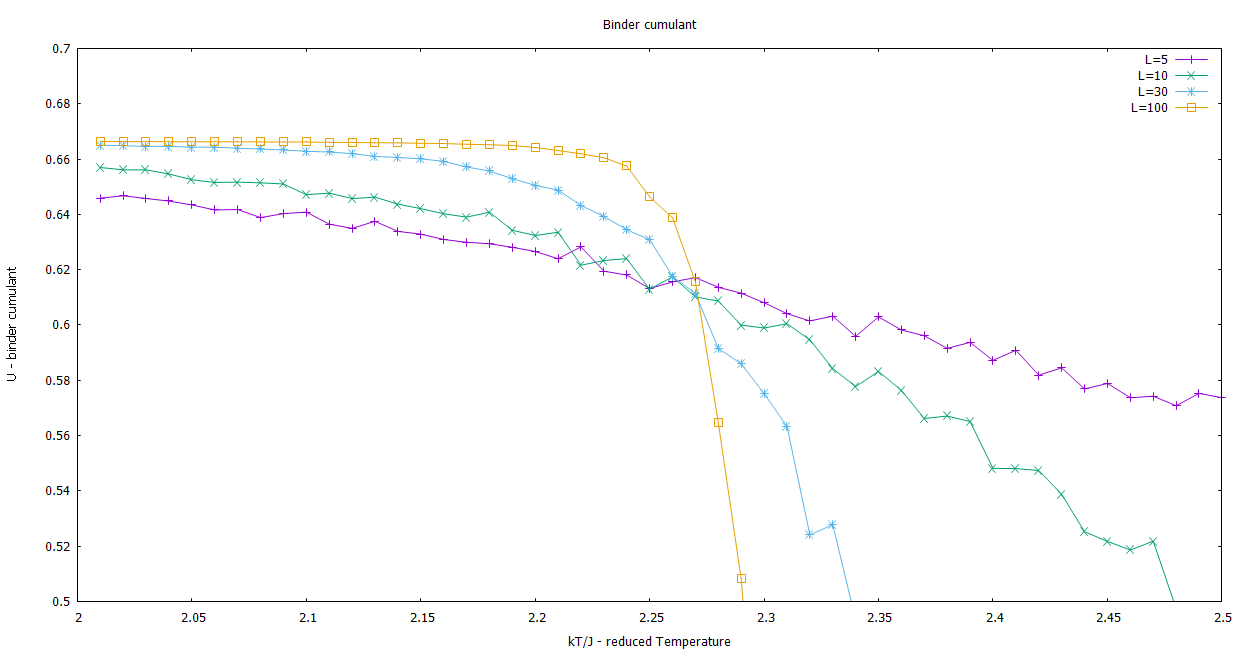 Binder cumulant
0.7
0.68
0.66
0.64
0.62
0.6
0.58
0.56
0.54
0.52
0.5
U - binder cumulant
L=5
L=10
L=30
L=100
2 2.05 2.1 2.15 2.2 2.25 2.3 2.35 2.4 2.45 2.5
kT/J - reduced Temperature